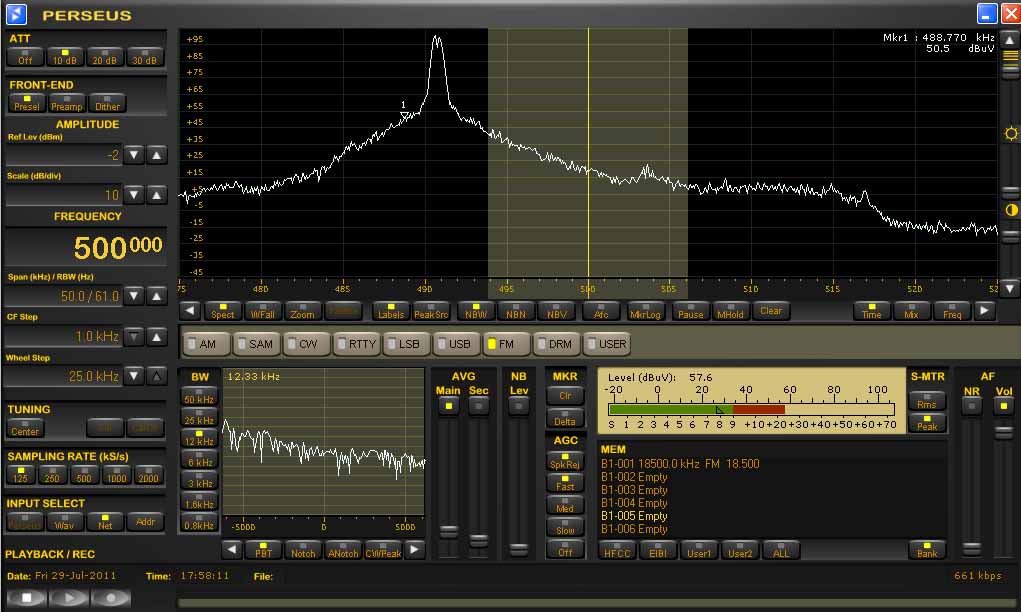 PERSEUS
ATT
Off 10 dB 20 dB 30 dB
FRONT-END
Presel Preamp Dither
AMPLITUDE
Ref Lev (dBm)
-2
Scale (dB/div)
10
FREQUENCY
500000
Span (kHz) / RBW (Hz)
50.0 / 61.0
CF Step
1.0 kHz
Wheel Step
25.0 kHz
TUNING
Center
SAMPLING RATE (kS/s)
125 250 500 1000 2000
INPUT SELECT
Perseus Wav Net Addr
+95
+85
+75
+65
+55
+45
+35
+25
+15
+5
-5
-15
-25
-35
-45
Mkr1 : 488.770 kHz
50.5 dBuV
1
75 480 485 490 495 500 505 510 515 520 52
Spect WFall Zoom Labels PeakSrc NBW NBN NBV Afc MkrLog Pause MHold Clear Time Mix Freq
AM SAM CW RTTY LSB USB FM DRM USER
BW
50 kHz
25 kHz
12 kHz
6 kHz
3 kHz
1.6kHz
0.8kHz
12.33 kHz
-5000 0 5000
PBT Notch ANotch CWPeak
AVG
Main Sec
NB
Lev
MKR
Clr
Delta
AGC
SpkRej
Fast
Med
Slow
Off
Level (dBuV): 57.6
-20 0 20 40 60 80 100
S 1 2 3 4 5 6 7 8 9 +10+20+30+40+50+60+70
S-MTR
Rms
Peak
AF
NR Vol
MEM
B1-001 18500.0 kHz FM 18.500
B1-002 Empty
B1-003 Empty
B1-004 Empty
B1-005 Empty
B1-006 Empty
HFCC EIBI User1 User2 ALL Bank
PLAYBACK / REC
Date: Fri 29-Jul-2011 Time: 17:58:11 File: 661 kbps